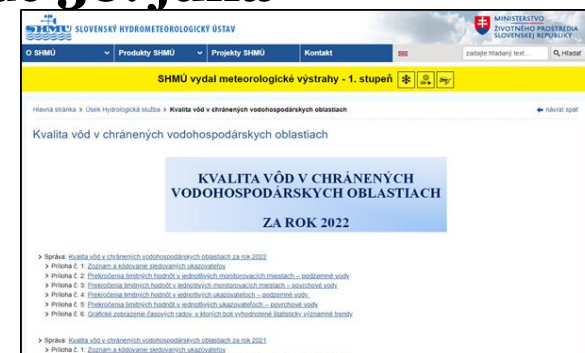 SHMÚ SLOVENSKÝ HYDROMETEOROLOGICKÝ ÚSTAV
MINISTERSTVO
ŽIVOTNÉHO PROSTREDIA
SLOVENSKEJ REPUBLIKY
O SHMÚ Produkty SHMÚ Projekty SHMÚ Kontakt zadajte hľadaný text... Hľadať
SHMÚ vydal meteorologické výstrahy - 1. stupeň
Hlavná stránka > Úsek Hydrologická služba > Kvalita vôd v chránených vodohospodárskych oblastiach návrat späť
Kvalita vôd v chránených vodohospodárskych oblastiach
KVALITA VÔD V CHRÁNENÝCH
VODOHOSPODÁRSKYCH OBLASTIACH
ZA ROK 2022
> Správa: Kvalita vôd v chránených vodohospodárskych oblastiach za rok 2022
> Príloha č. 1: Zoznam a kódovanie sledovaných ukazovateľov
> Príloha č. 2: Prekročenia limitných hodnôt v jednotlivých monitorovacích miestach – podzemné vody
> Príloha č. 3: Prekročenia limitných hodnôt v jednotlivých monitorovacích miestach – povrchové vody
> Príloha č. 4: Prekročenia limitných hodnôt v jednotlivých ukazovateľoch – podzemné vody
> Príloha č. 5: Prekročenia limitných hodnôt v jednotlivých ukazovateľoch – povrchové vody
> Príloha č. 6: Grafické zobrazenie časových radov, v ktorých boli vyhodnotené štatisticky významné trendy
> Správa: Kvalita vôd v chránených vodohospodárskych oblastiach za rok 2021
> Príloha č. 1: Zoznam a kódovanie sledovaných ukazovateľov